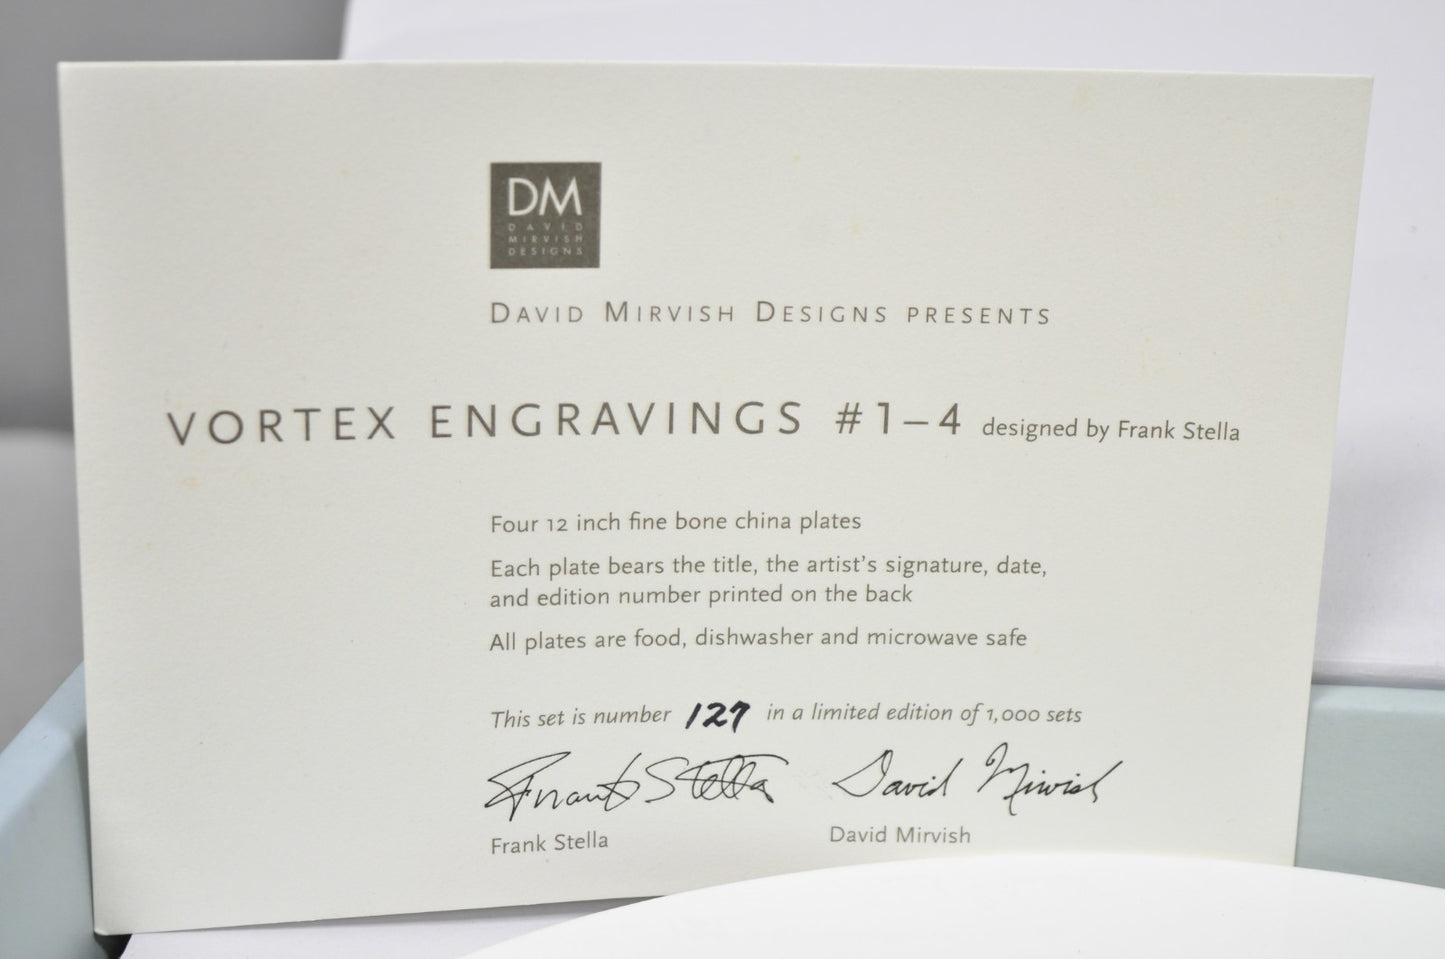 DM
DAVID
MIRVISH
DESIGNS
DAVID MIRVISH DESIGNS PRESENTS
VORTEX ENGRAVINGS #1–4 designed by Frank Stella
Four 12 inch fine bone china plates
Each plate bears the title, the artist's signature, date,
and edition number printed on the back
All plates are food, dishwasher and microwave safe
This set is number 127 in a limited edition of 1,000 sets
Frank Stella David Mirvish
Frank Stella David Mirvish